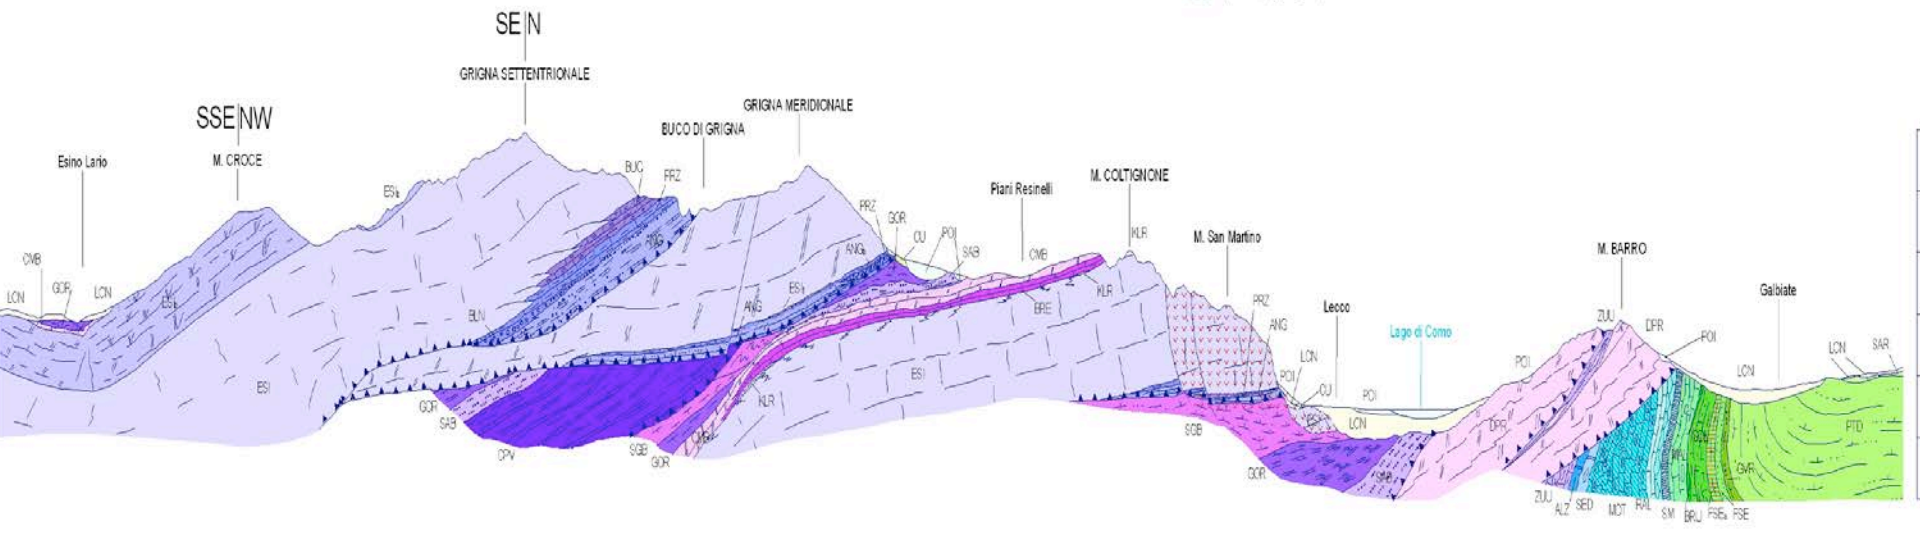 SE|N
GRIGNA SETTENTRIONALE
SSE|NW
GRIGNA MERIDIONALE
BUCO DI GRIGNA
Esino Lario
M. CROCE
BUC
PRZ
M. COLTIGNONE
Piani Resinelli
PRZ
GOR
CU
POI
SAB
CMB
KLR
M. San Martino
M. BARRO
CMB
GOR
LCN
LCN
ANG
ANG
Galbiate
PRZ
ANG
Lecco
Lago di Como
ZUU
DPR
POI
BLN
ANG
KLR
BRE
LCN
POI
CU
POI
POI
LCN
LCN
SAR
ESI
ESI
KLR
GOR
SAB
CPV
SGB
GOR
SGB
GOR
LCN
DPR
PTD
GVR
ZUU
ALZ
SED
MDT
RAL
SM
BRU
FSE